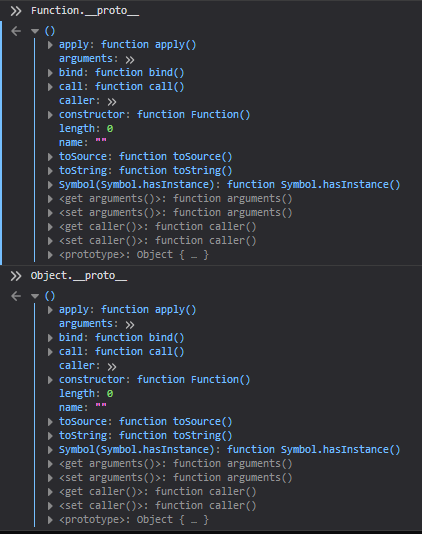 Function.__proto__
()
apply: function apply()
arguments: >>
bind: function bind()
call: function call()
caller: >>
constructor: function Function()
length: 0
name: ""
toSource: function toSource()
toString: function toString()
Symbol(Symbol.hasInstance): function Symbol.hasInstance()
<get arguments()>: function arguments()
<set arguments()>: function arguments()
<get caller()>: function caller()
<set caller()>: function caller()
<prototype>: Object { … }
Object.__proto__
()
apply: function apply()
arguments: >>
bind: function bind()
call: function call()
caller: >>
constructor: function Function()
length: 0
name: ""
toSource: function toSource()
toString: function toString()
Symbol(Symbol.hasInstance): function Symbol.hasInstance()
<get arguments()>: function arguments()
<set arguments()>: function arguments()
<get caller()>: function caller()
<set caller()>: function caller()
<prototype>: Object { … }